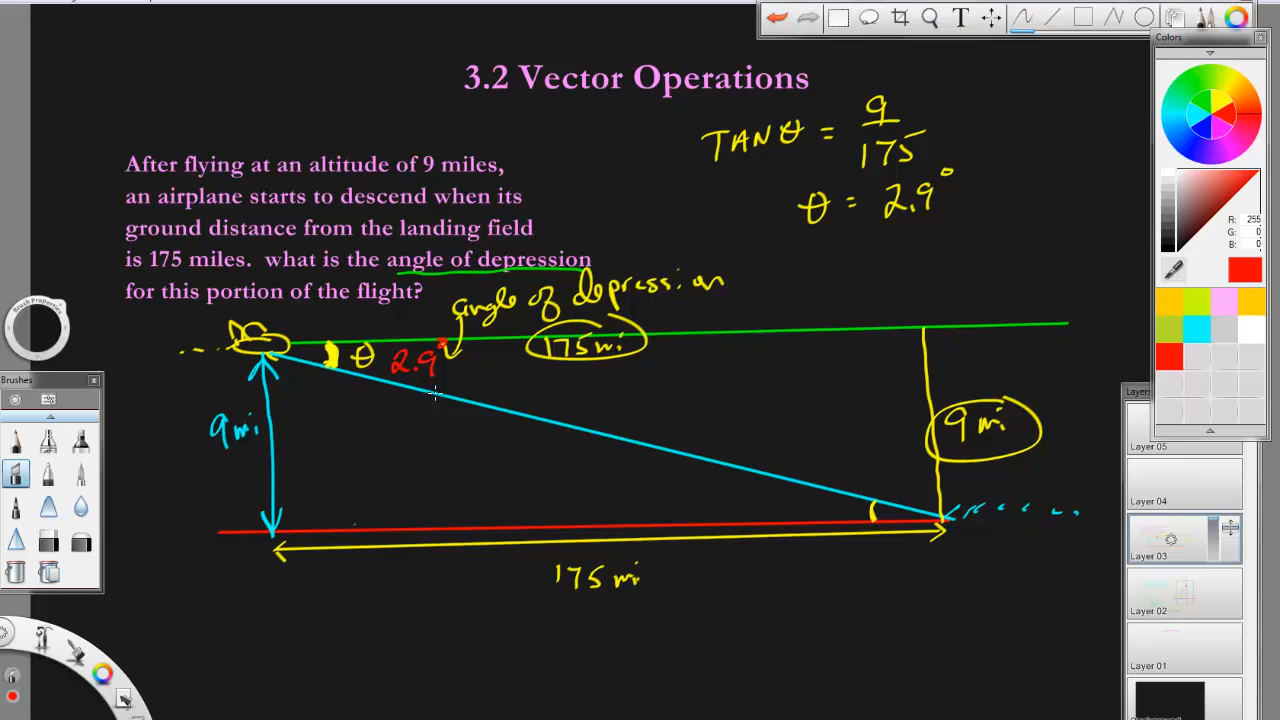 3.2 Vector Operations
TAN θ = 9
175
θ = 2.9°
After flying at an altitude of 9 miles,
an airplane starts to descend when its
ground distance from the landing field
is 175 miles. what is the angle of depression
for this portion of the flight?
angle of depression
175 mi
θ 2.9°
9 mi
9 mi
175 mi
Colors
R: 255
G: 0
B: 0
Brush Properties
Brushes
Layers
Layer 05
Layer 04
Layer 03
Layer 02
Layer 01